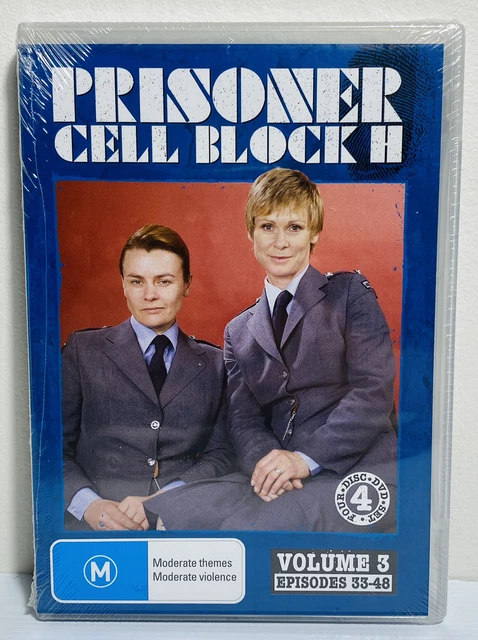 PRISONER
CELL BLOCK H
FOUR·DISC·DVD·SET·
4
M
Moderate themes
Moderate violence
VOLUME 3
EPISODES 33-48